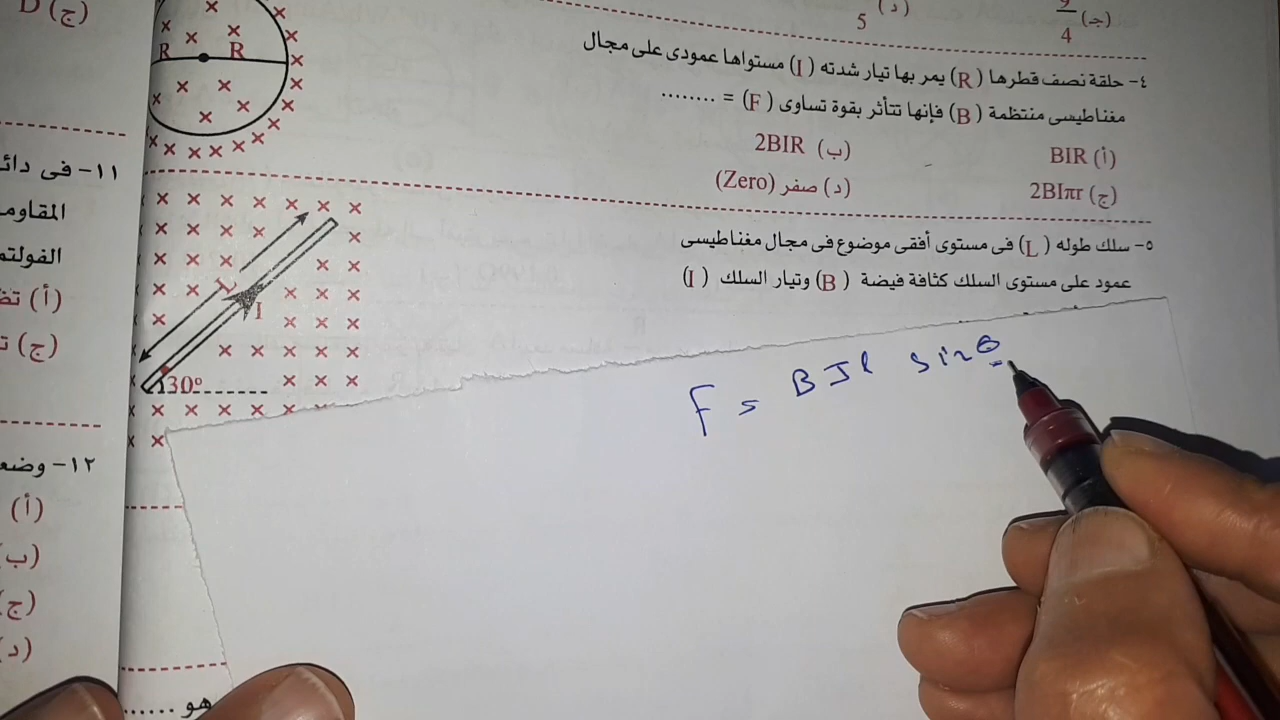 (ج) D
(د) 5
(جـ) 9/4
٤- حلقة نصف قطرها (R) يمر بها تيار شدته (I) مستواها عمودى على مجال
مغناطيسى منتظمة (B) فإنها تتأثر بقوة تساوى (F) = ........
(أ) BIR
(ب) 2BIR
(ج) 2BIπr
(د) صفر (Zero)
R R
٥- سلك طوله (L) فى مستوى أفقى موضوع فى مجال مغناطيسى
عمود على مستوى السلك كثافة فيضة (B) وتيار السلك (I)
L
I
30°
F = BIl sinθ
١١- فى دائ
المقاوم
الفولتم
(أ) تظ
(ج) ت
١٢- وضع
(أ)
(ب)
(ج)
(د)
هو ......